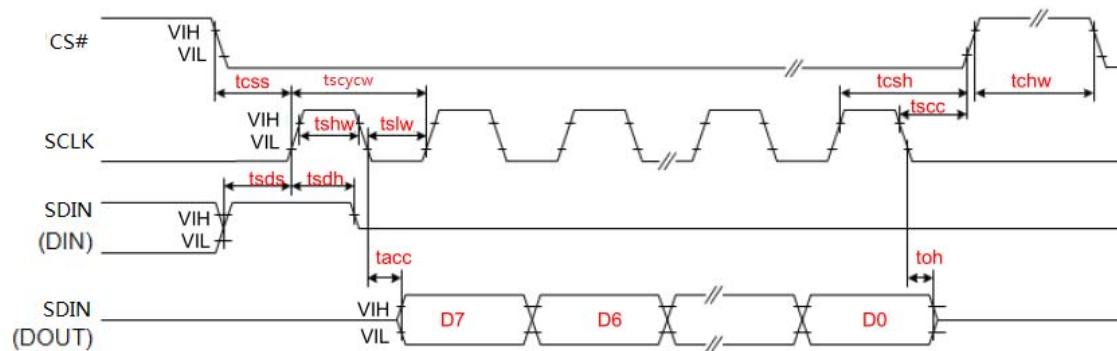 CS#
VIH
VIL
tcss
tscycw
tcsh
tchw
tscc
SCLK
VIH
VIL
tshw
tslw
tsds
tsdh
SDIN
(DIN)
VIH
VIL
tacc
toh
SDIN
(DOUT)
VIH
VIL
D7
D6
D0